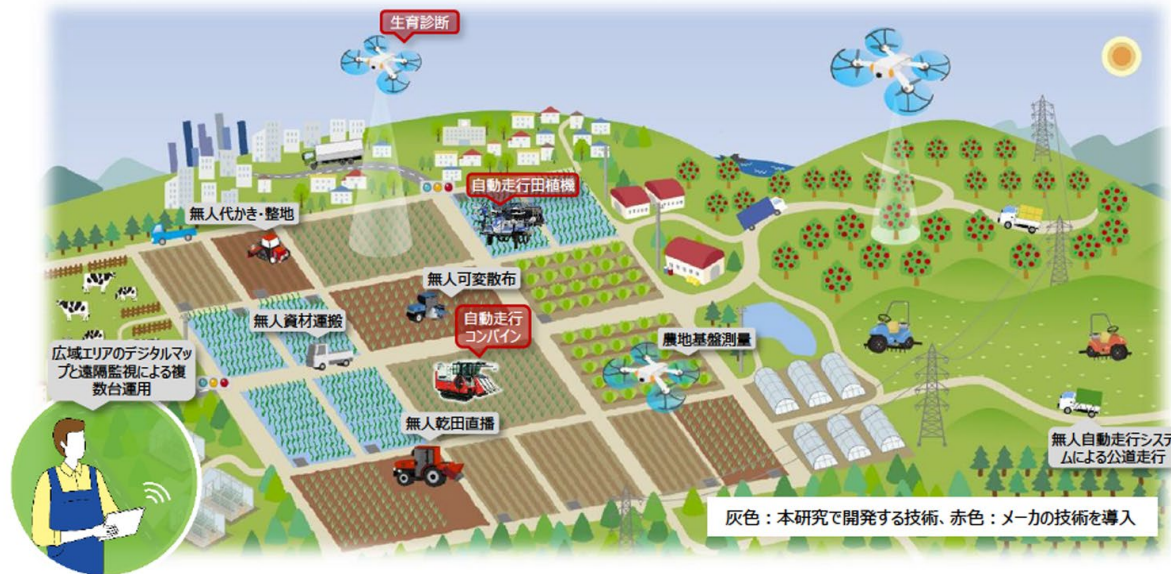 生育診断
自動走行田植機
無人代かき・整地
無人可変散布
無人資材運搬
自動走行
コンバイン
農地基盤測量
広域エリアのデジタルマッ
プと遠隔監視による複
数台運用
無人乾田直播
無人自動走行システ
ムによる公道走行
灰色：本研究で開発する技術、赤色：メーカの技術を導入